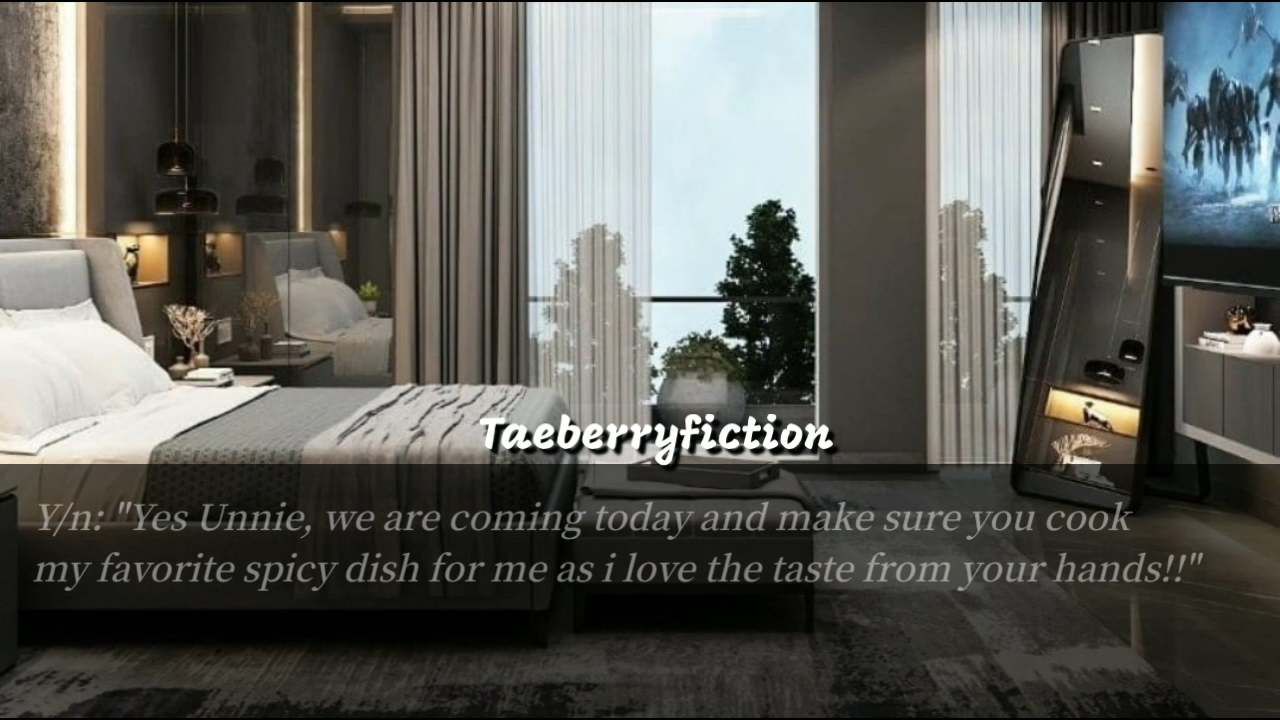 Taeberryfiction
Y/n: "Yes Unnie, we are coming today and make sure you cook
my favorite spicy dish for me as i love the taste from your hands!!"